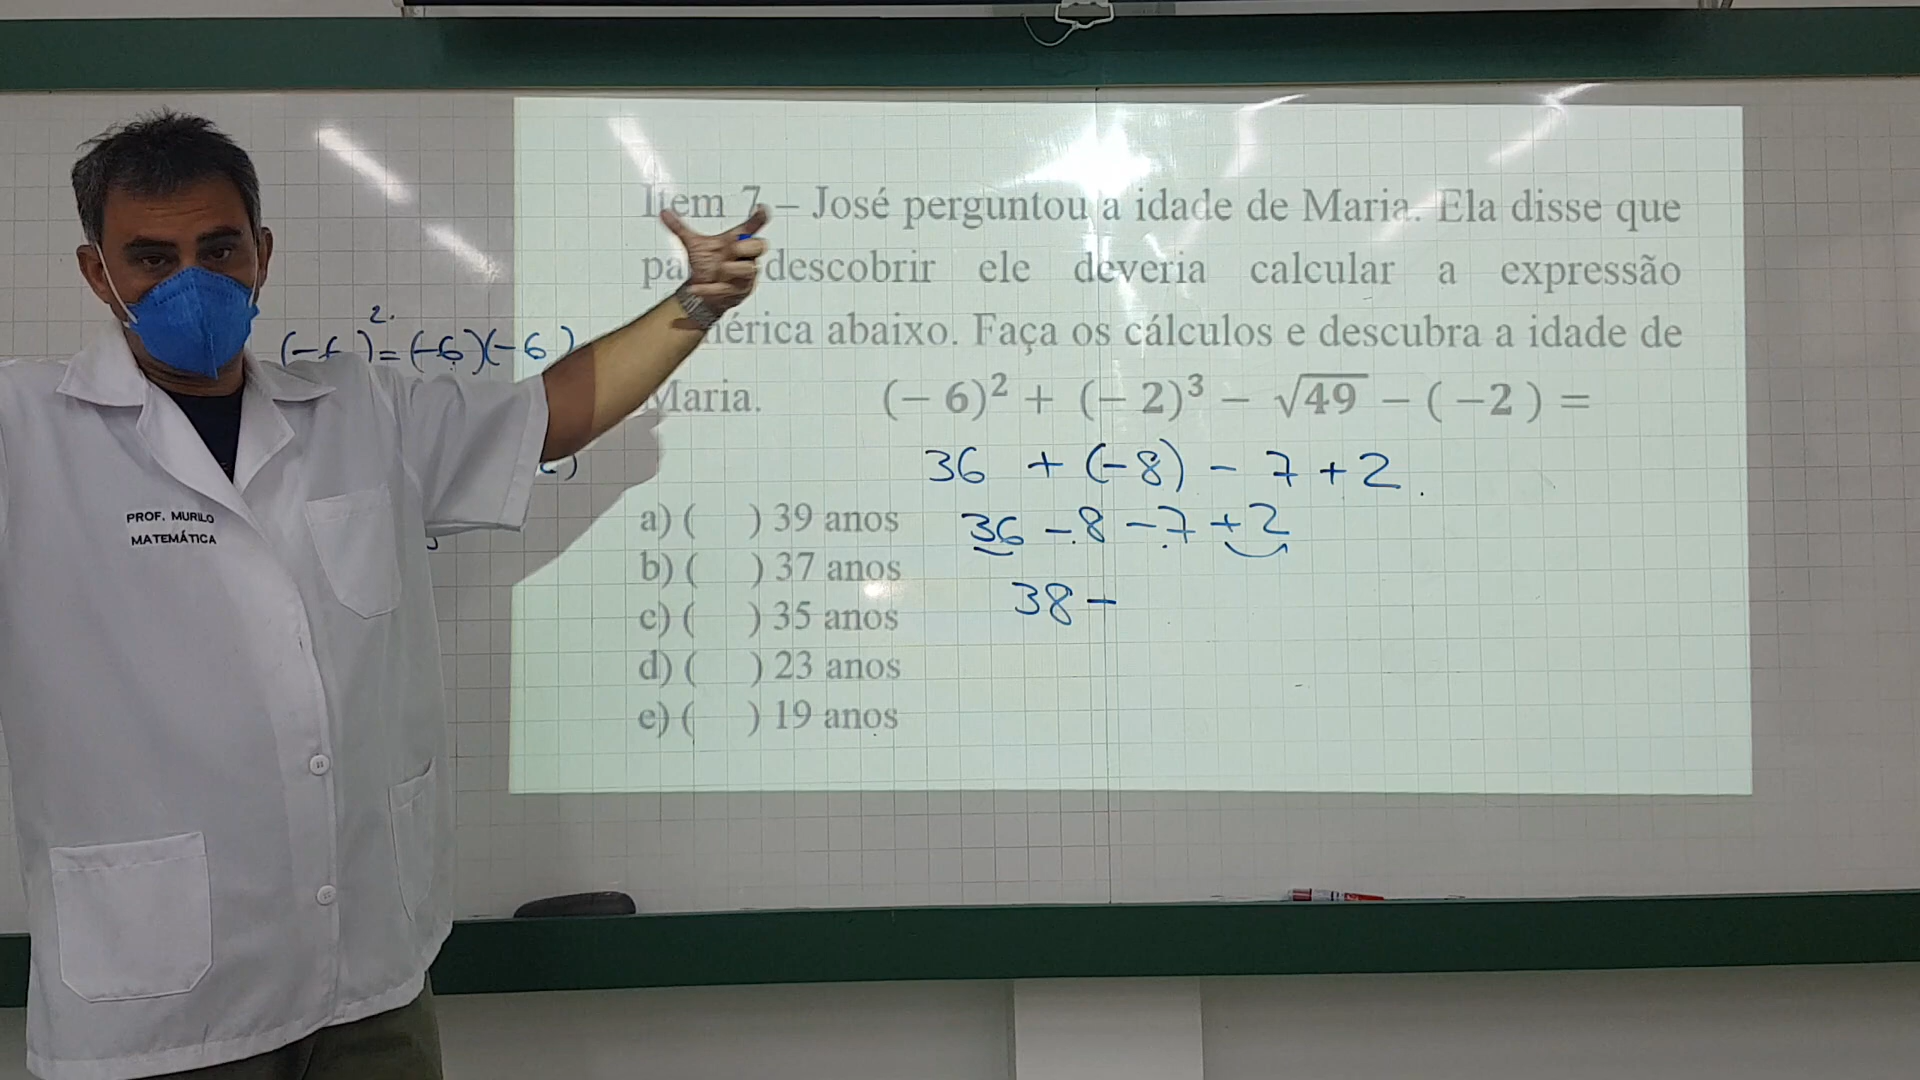 Item 7 – José perguntou a idade de Maria. Ela disse que
pa descobrir ele deveria calcular a expressão
érica abaixo. Faça os cálculos e descubra a idade de
Maria. (– 6)² + (– 2)³ – √49 – ( –2 ) =
(-6)² = (-6)(-6)
36 + (-8) - 7 + 2
36 - 8 - 7 + 2
38 -
a) ( ) 39 anos
b) ( ) 37 anos
c) ( ) 35 anos
d) ( ) 23 anos
e) ( ) 19 anos
PROF. MURILO
MATEMÁTICA